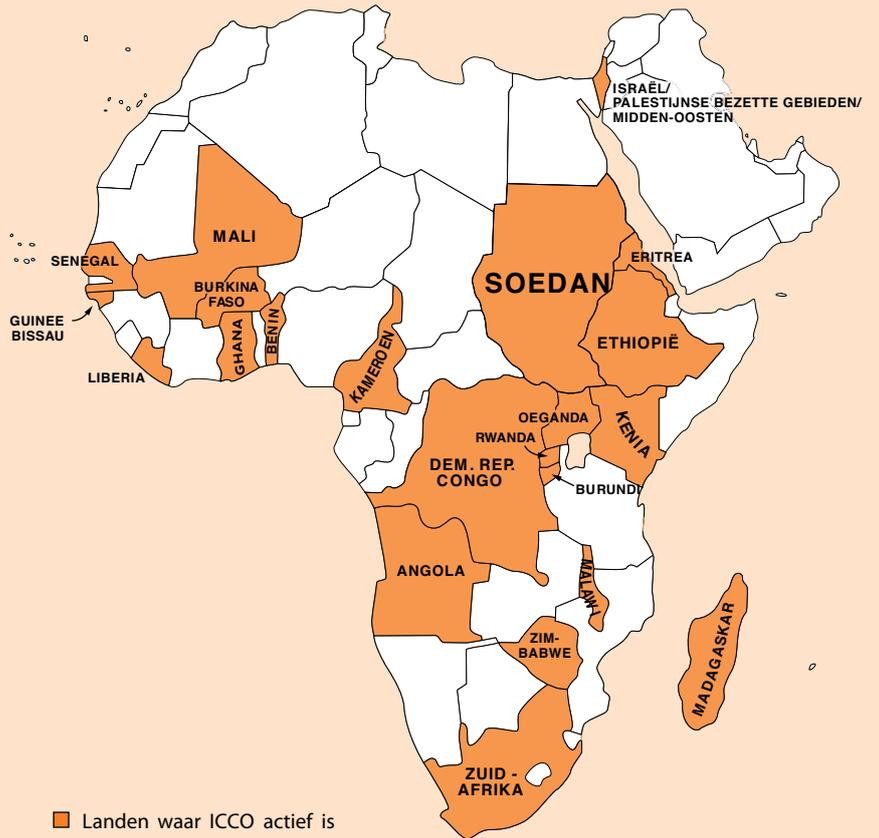 ISRAËL/
PALESTIJNSE BEZETTE GEBIEDEN/
MIDDEN-OOSTEN
MALI
SENEGAL
ERITREA
SOEDAN
BURKINA
FASO
GUINEE
BISSAU
GHANA
BENIN
ETHIOPIË
KAMEROEN
LIBERIA
OEGANDA
KENIA
RWANDA
DEM. REP.
CONGO
BURUNDI
ANGOLA
MALAWI
ZIM-
BABWE
MADAGASKAR
ZUID -
AFRIKA
Landen waar ICCO actief is